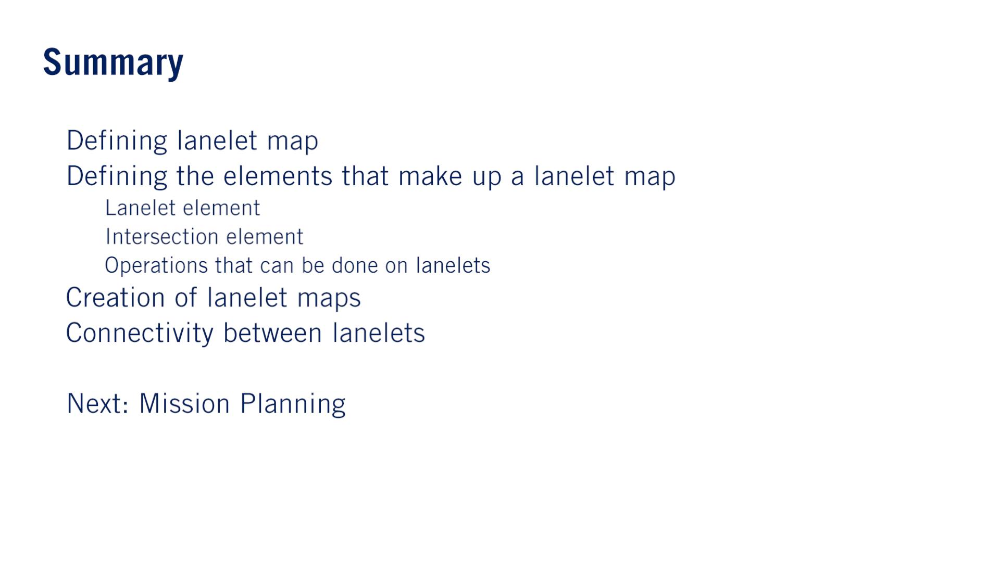 Summary
Defining lanelet map
Defining the elements that make up a lanelet map
Lanelet element
Intersection element
Operations that can be done on lanelets
Creation of lanelet maps
Connectivity between lanelets
Next: Mission Planning